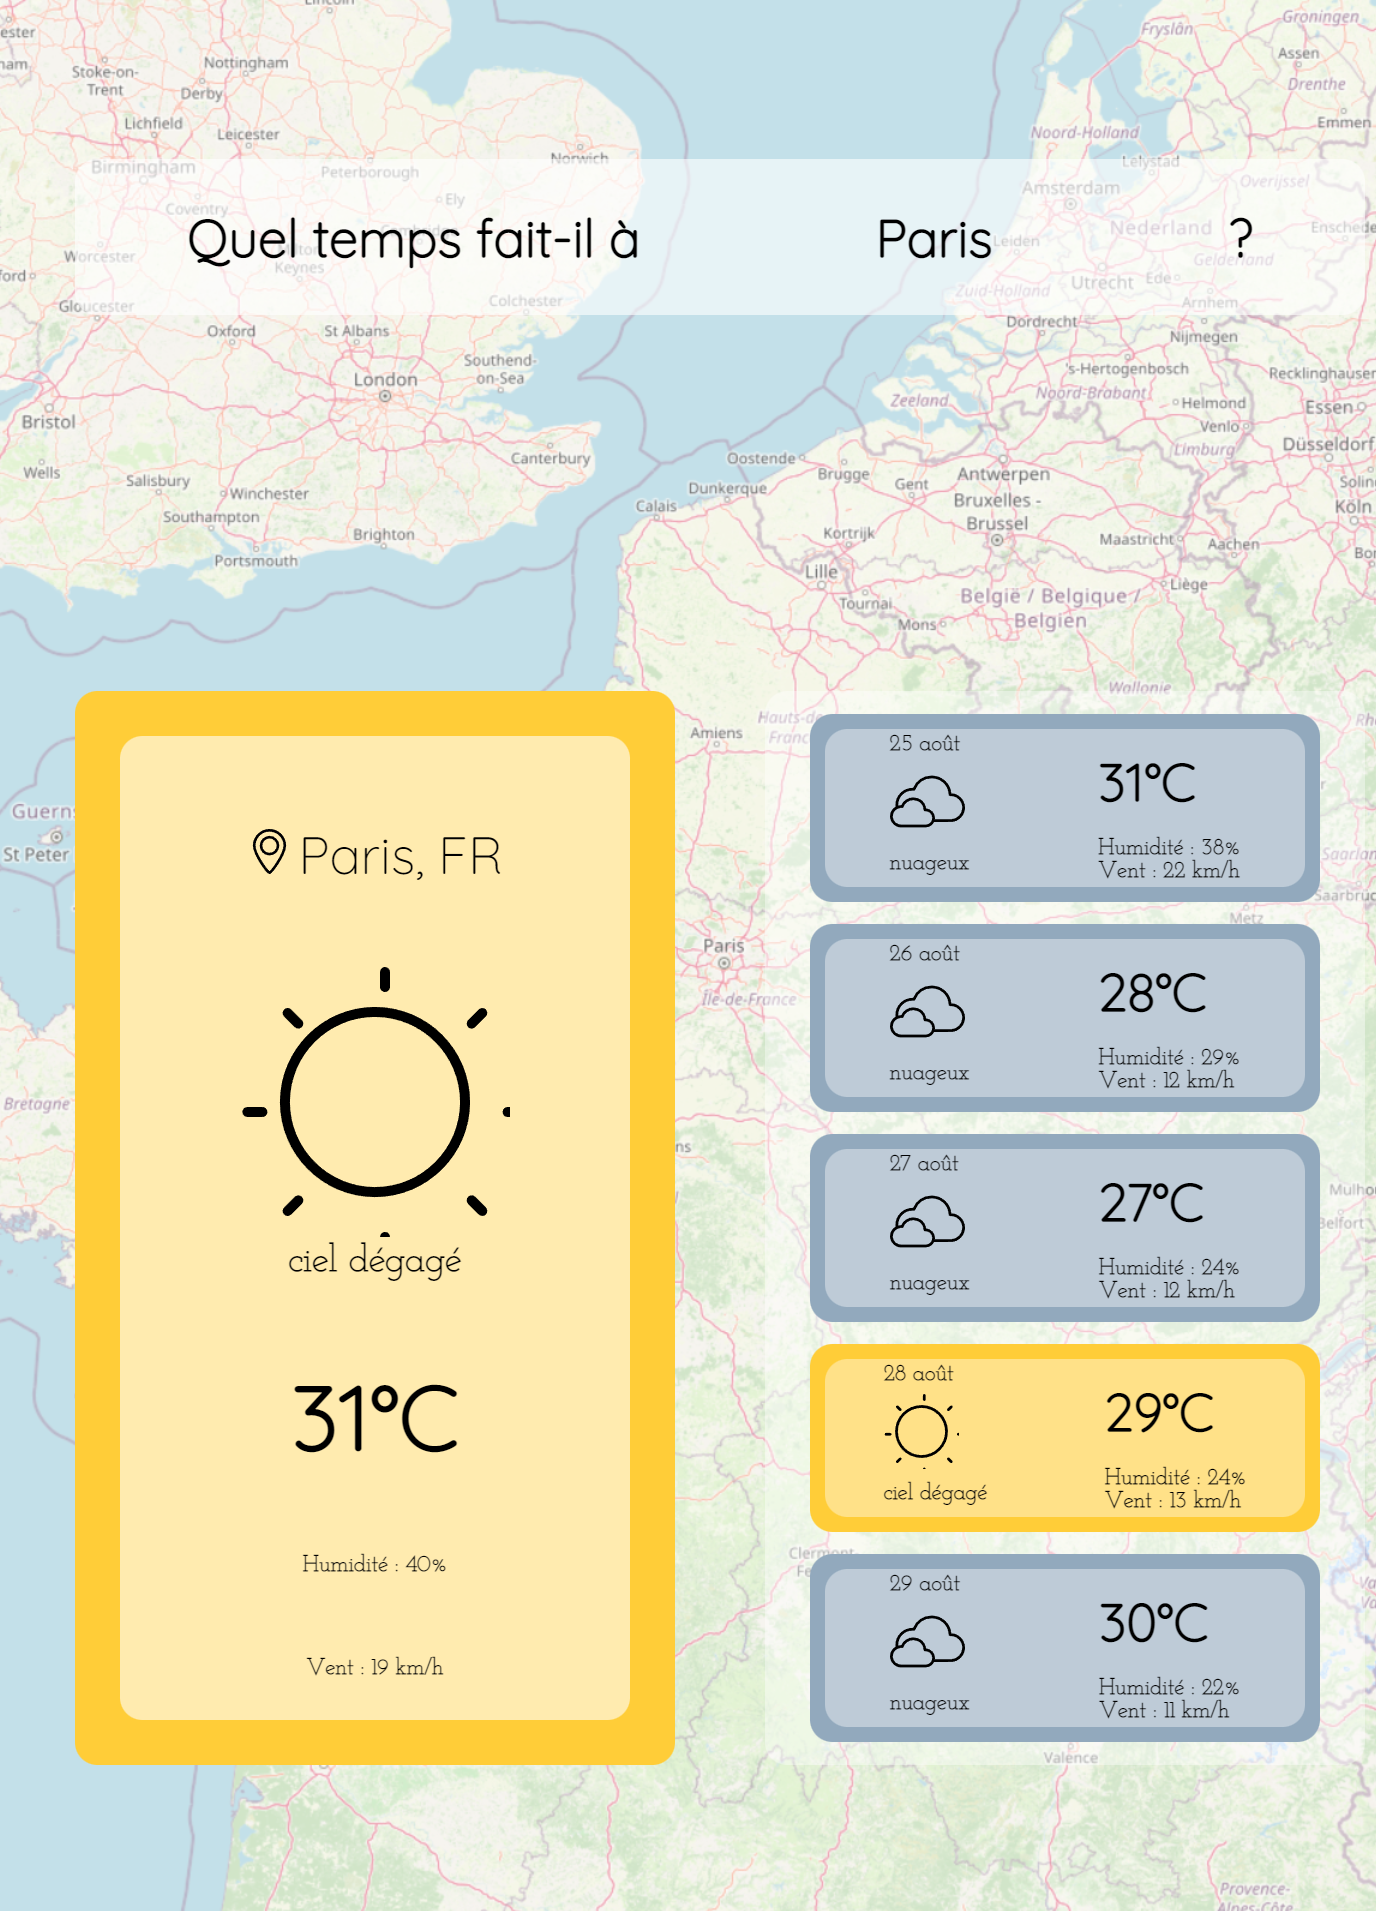 Lincoln
Groningen
Fryslân
Assen
Nottingham
Stoke-on-
Trent
Derby
Drenthe
Lichfield
Leicester
Emmen
Noord-Holland
Norwich
Lelystad
Birmingham
Peterborough
Amsterdam
Overijssel
Ely
Coventry
Nederland
Enschede
Quel temps fait-il à
Paris
?
Leiden
Worcester
Milton
Keynes
Gelderland
Zuid-Holland
Utrecht
Ede
Colchester
Arnhem
Gloucester
Oxford
St Albans
Dordrecht
Nijmegen
Southend-
on-Sea
's-Hertogenbosch
Recklinghausen
London
Noord-Brabant
Zeeland
Helmond
Essen
Bristol
Venlo
Limburg
Düsseldorf
Canterbury
Oostende
Wells
Brugge
Antwerpen
Salisbury
Gent
Winchester
Dunkerque
Bruxelles -
Brussel
Calais
Köln
Southampton
Brighton
Kortrijk
Maastricht
Aachen
Portsmouth
Lille
Liège
België / Belgique /
Belgien
Tournai
Mons
Wallonie
Hauts-de-
Amiens
Guerns
St Peter
Bretagne
Paris, FR
ciel dégagé
31°C
Humidité : 40%
Vent : 19 km/h
Paris
Île-de-France
25 août
31°C
nuageux
Humidité : 38%
Vent : 22 km/h
Metz
26 août
28°C
nuageux
Humidité : 29%
Vent : 12 km/h
27 août
27°C
nuageux
Humidité : 24%
Vent : 12 km/h
Belfort
28 août
29°C
ciel dégagé
Humidité : 24%
Vent : 13 km/h
Clermont-
29 août
30°C
nuageux
Humidité : 22%
Vent : 11 km/h
Valence
Provence-
Alpes-Côte